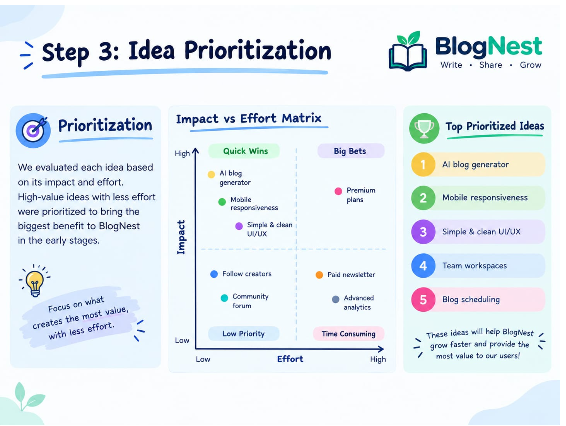 Step 3: Idea Prioritization
BlogNest
Write • Share • Grow
Prioritization
We evaluated each idea based
on its impact and effort.
High-value ideas with less effort
were prioritized to bring the
biggest benefit to BlogNest
in the early stages.
Focus on what
creates the most value,
with less effort.
Impact vs Effort Matrix
High
Quick Wins
Big Bets
AI blog
generator
Premium
plans
Mobile
responsiveness
Simple & clean
UI/UX
Impact
Follow creators
Paid newsletter
Community
forum
Advanced
analytics
Low Priority
Time Consuming
Low
Low
Effort
High
Top Prioritized Ideas
1 AI blog generator
2 Mobile responsiveness
3 Simple & clean UI/UX
4 Team workspaces
5 Blog scheduling
These ideas will help BlogNest
grow faster and provide the
most value to our users!